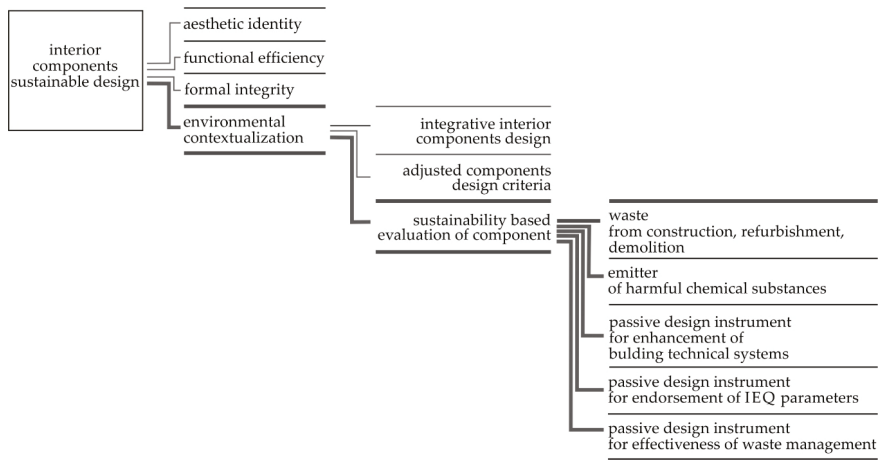 interior
components
sustainable design
aesthetic identity
functional efficiency
formal integrity
environmental
contextualization
integrative interior
components design
adjusted components
design criteria
sustainability based
evaluation of component
waste
from construction, refurbishment,
demolition
emitter
of harmful chemical substances
passive design instrument
for enhancement of
bulding technical systems
passive design instrument
for endorsement of IEQ parameters
passive design instrument
for effectiveness of waste management